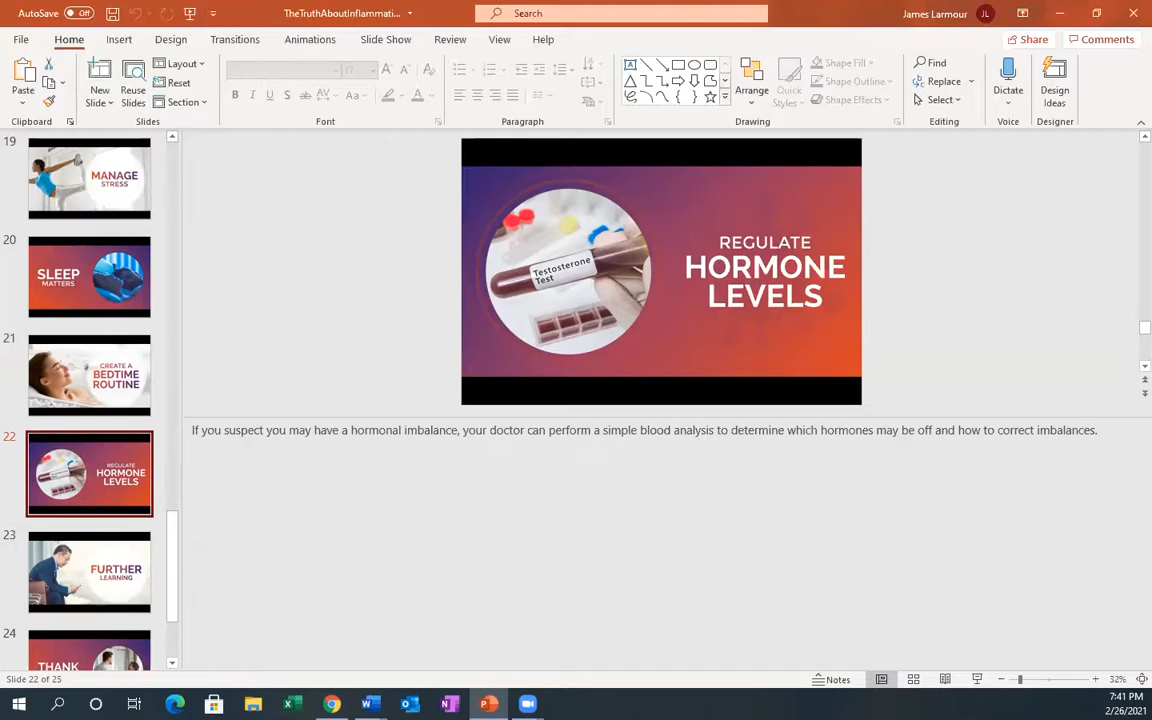 AutoSave Off
TheTruthAboutInflammati...
Search
James Larmour JL
File Home Insert Design Transitions Animations Slide Show Review View Help
Share Comments
Paste
New Slide
Reuse Slides
Layout
Reset
Section
B I U S ab AV Aa A
Arrange
Quick Styles
Shape Fill
Shape Outline
Shape Effects
Find
Replace
Select
Dictate
Design Ideas
Clipboard Slides Font Paragraph Drawing Editing Voice Designer
19
MANAGE
STRESS
20
SLEEP
MATTERS
21
CREATE A
BEDTIME
ROUTINE
22
REGULATE
HORMONE
LEVELS
23
FURTHER
LEARNING
24
THANK
Testosterone
Test
REGULATE
HORMONE
LEVELS
If you suspect you may have a hormonal imbalance, your doctor can perform a simple blood analysis to determine which hormones may be off and how to correct imbalances.
Slide 22 of 25
Notes
32%
7:41 PM
2/26/2021